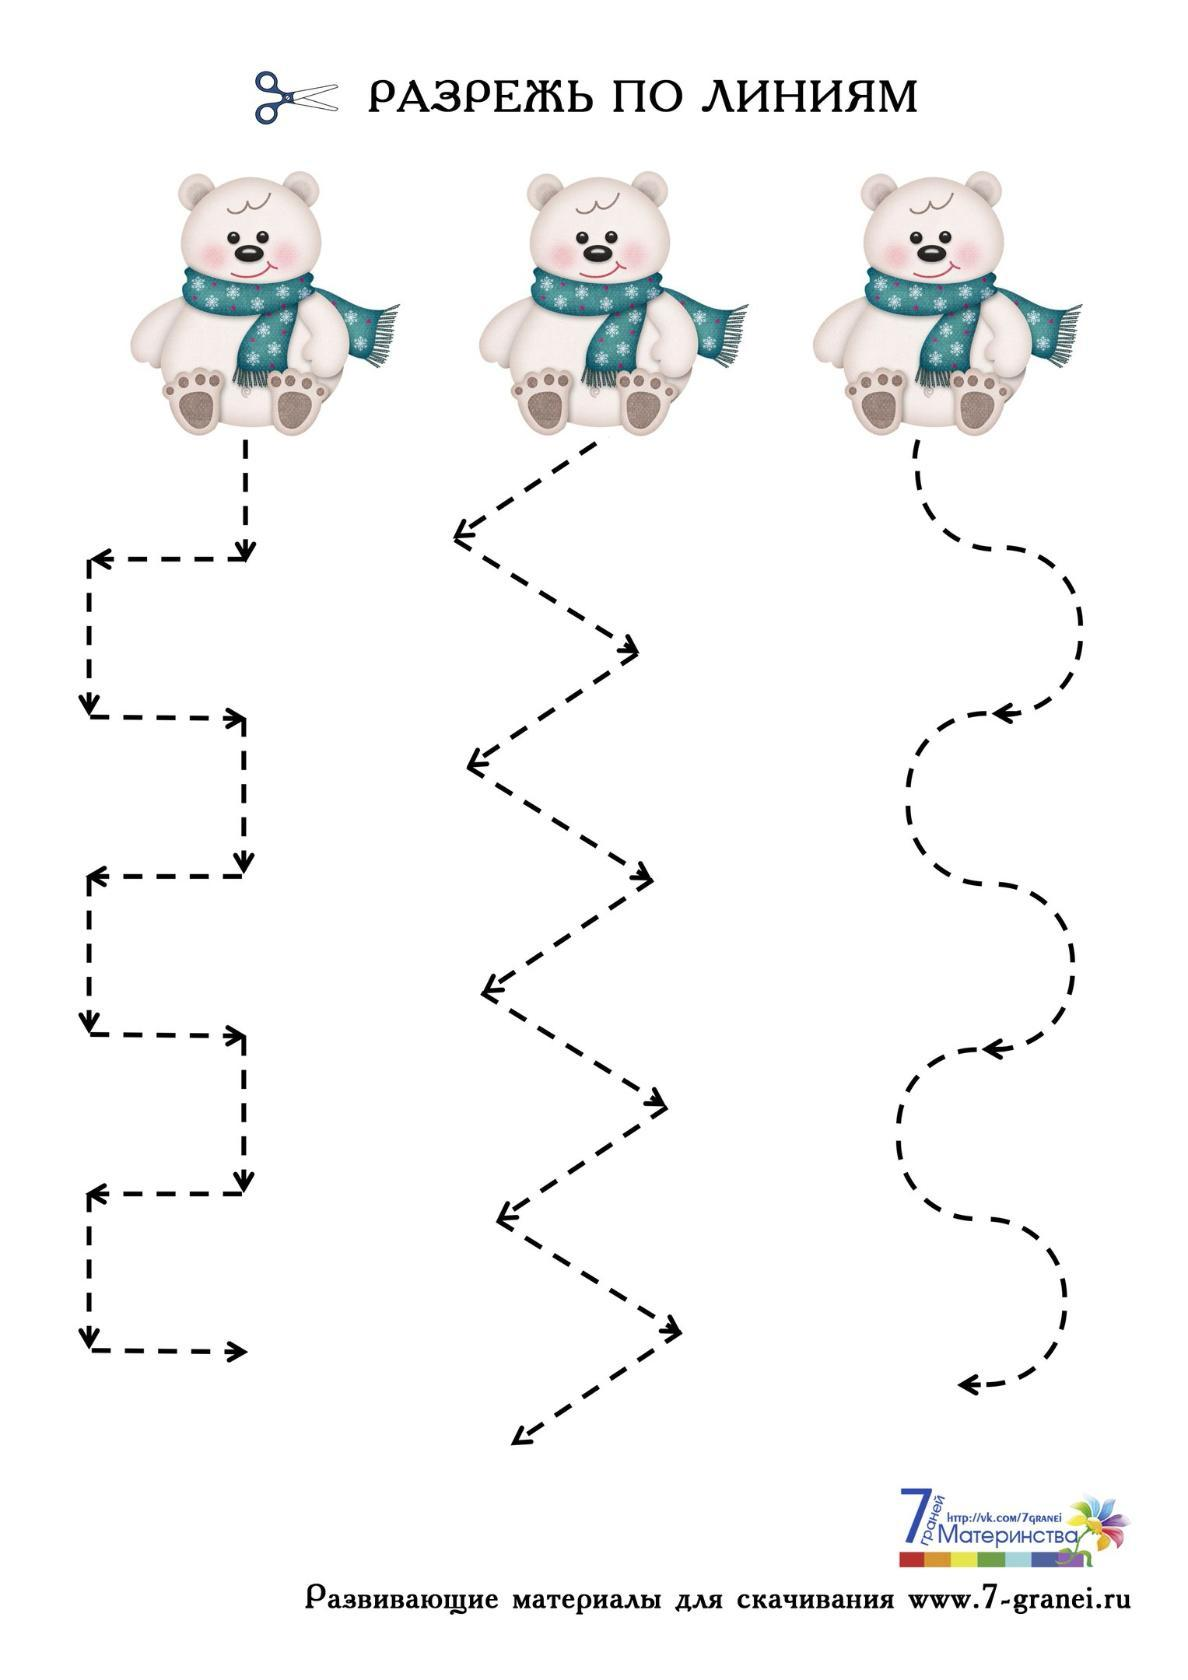 РАЗРЕЖЬ ПО ЛИНИЯМ
7 граней
http://vk.com/7granei
Материнства
Развивающие материалы для скачивания www.7-granei.ru